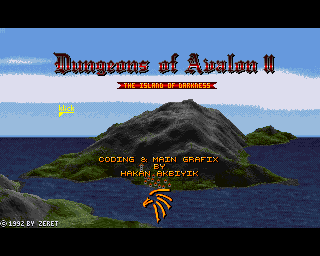 Dungeons of Avalon II
THE ISLAND OF DARKNESS
klick
CODING & MAIN GRAFIX
BY
HAKAN AKBIYIK
© 1992 BY ZERET